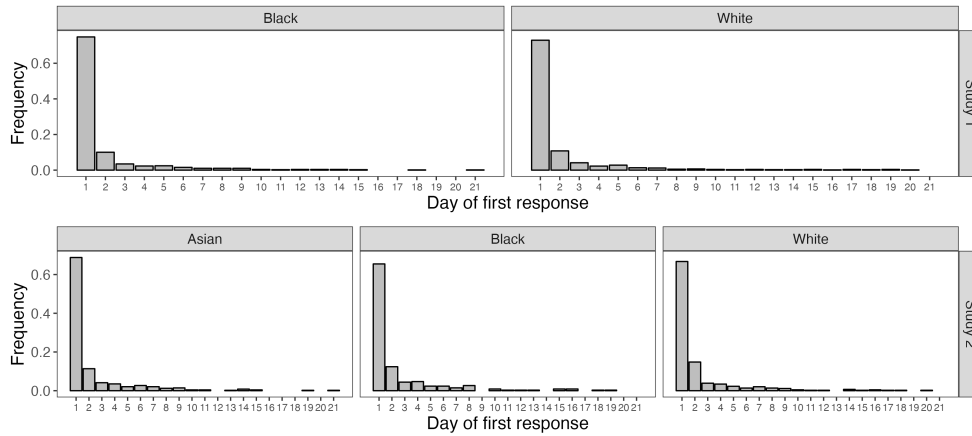 Black White
Frequency
0.6
0.4
0.2
0.0
1 2 3 4 5 6 7 8 9 10 11 12 13 14 15 16 17 18 19 20 21 1 2 3 4 5 6 7 8 9 10 11 12 13 14 15 16 17 18 19 20 21
Day of first response
Study 1
Asian Black White
Frequency
0.6
0.4
0.2
0.0
1 2 3 4 5 6 7 8 9 10 11 12 13 14 15 16 17 18 19 20 21 1 2 3 4 5 6 7 8 9 10 11 12 13 14 15 16 17 18 19 20 21 1 2 3 4 5 6 7 8 9 10 11 12 13 14 15 16 17 18 19 20 21
Day of first response
Study 2